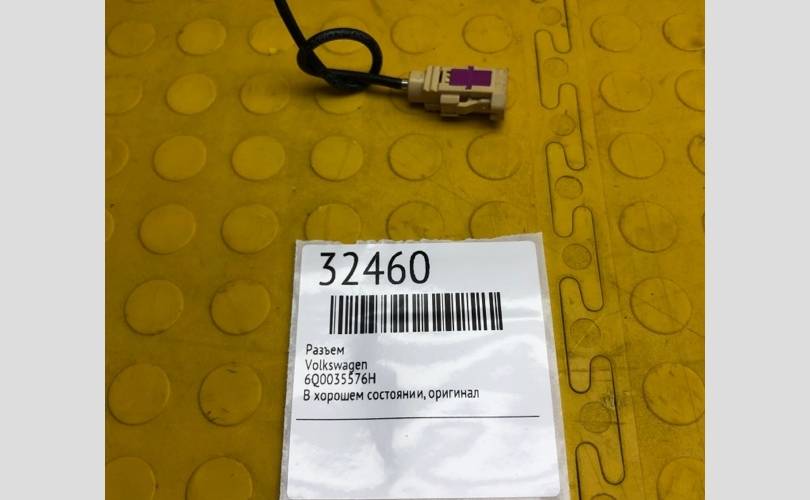 32460
Разъем
Volkswagen
6Q0035576H
В хорошем состоянии, оригинал